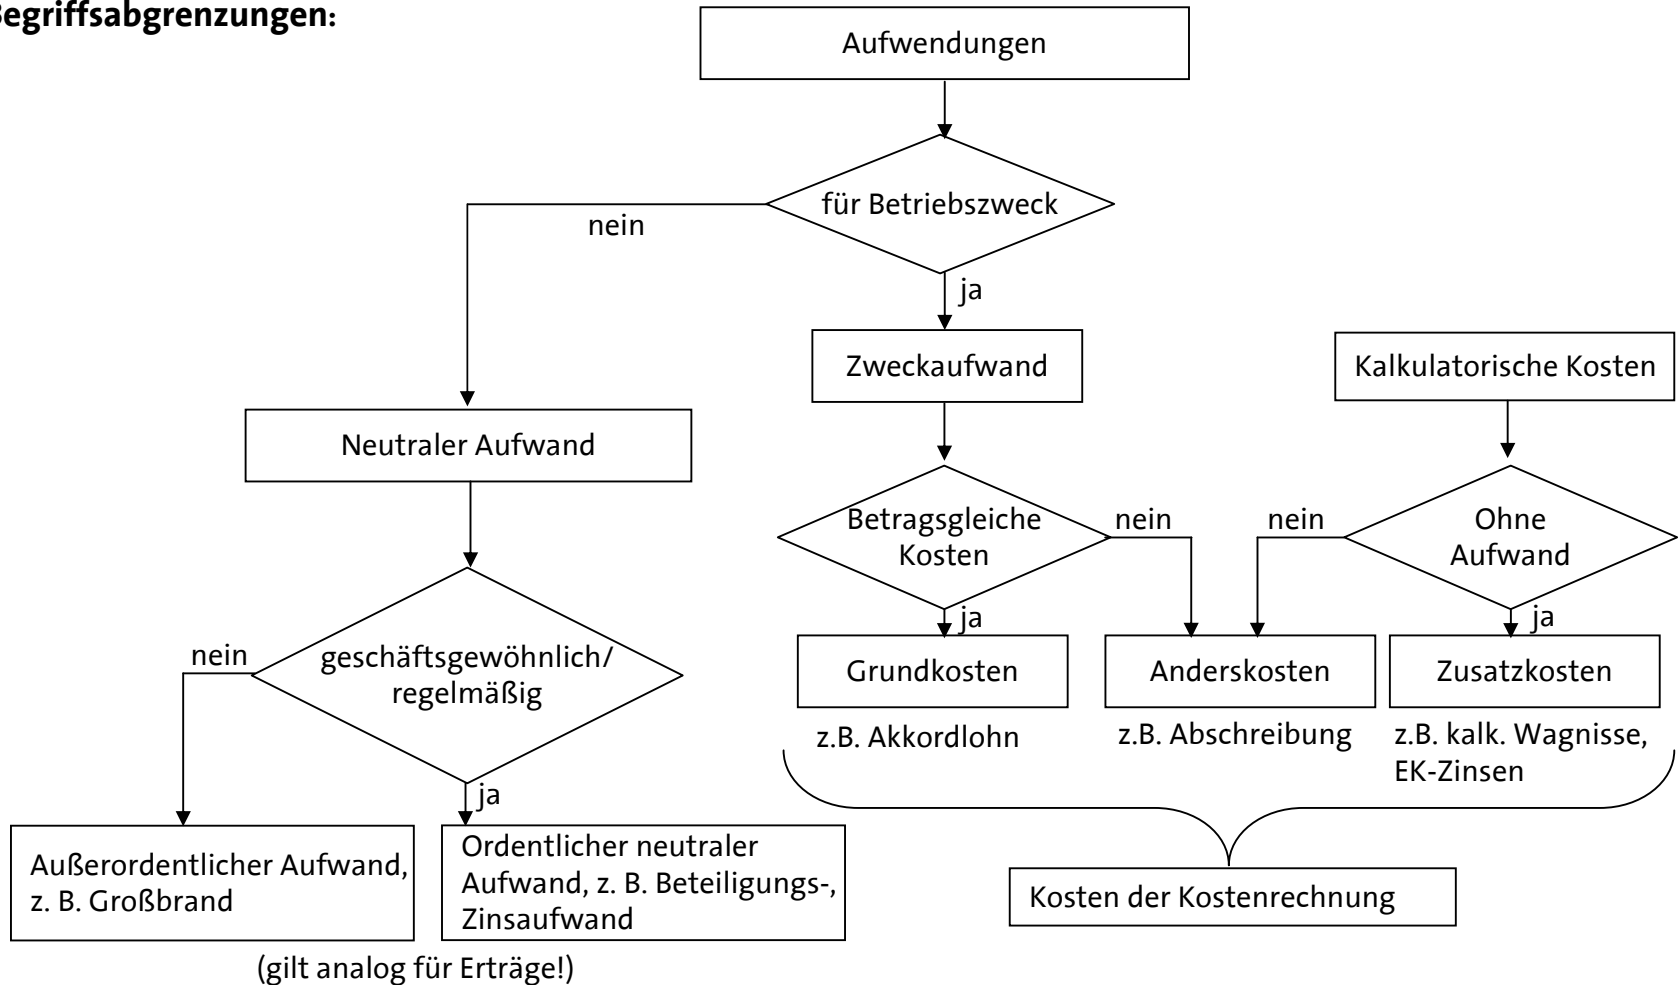 Begriffsabgrenzungen:
Aufwendungen
für Betriebszweck
nein
ja
Zweckaufwand
Kalkulatorische Kosten
Neutraler Aufwand
Betragsgleiche
Kosten
nein
nein
Ohne
Aufwand
ja
ja
nein
geschäftsgewöhnlich/
regelmäßig
Grundkosten
Anderskosten
Zusatzkosten
z.B. Akkordlohn
z.B. Abschreibung
z.B. kalk. Wagnisse,
EK-Zinsen
ja
Außerordentlicher Aufwand,
z. B. Großbrand
Ordentlicher neutraler
Aufwand, z. B. Beteiligungs-,
Zinsaufwand
Kosten der Kostenrechnung
(gilt analog für Erträge!)